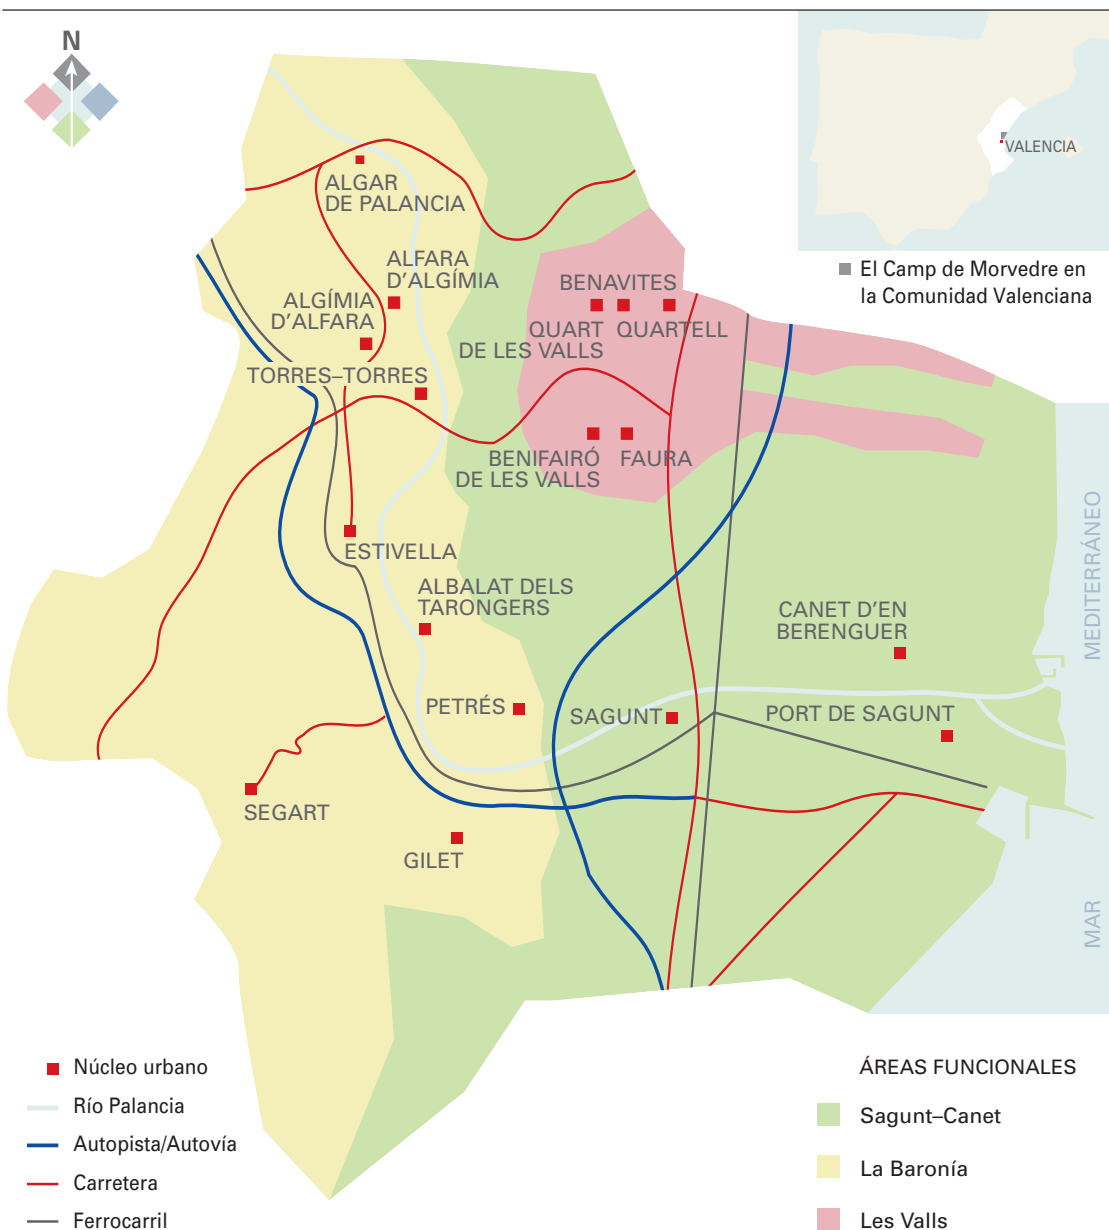 N
VALENCIA
El Camp de Morvedre en
la Comunidad Valenciana
ALGAR
DE PALANCIA
ALFARA
D'ALGÍMIA
ALGÍMIA
D'ALFARA
TORRES–TORRES
BENAVITES
QUART
DE LES VALLS
QUARTELL
BENIFAIRÓ
DE LES VALLS
FAURA
ESTIVELLA
ALBALAT DELS
TARONGERS
CANET D'EN
BERENGUER
PETRÉS
SAGUNT
PORT DE SAGUNT
SEGART
GILET
MAR MEDITERRÁNEO
Núcleo urbano
Río Palancia
Autopista/Autovía
Carretera
Ferrocarril
ÁREAS FUNCIONALES
Sagunt–Canet
La Baronía
Les Valls